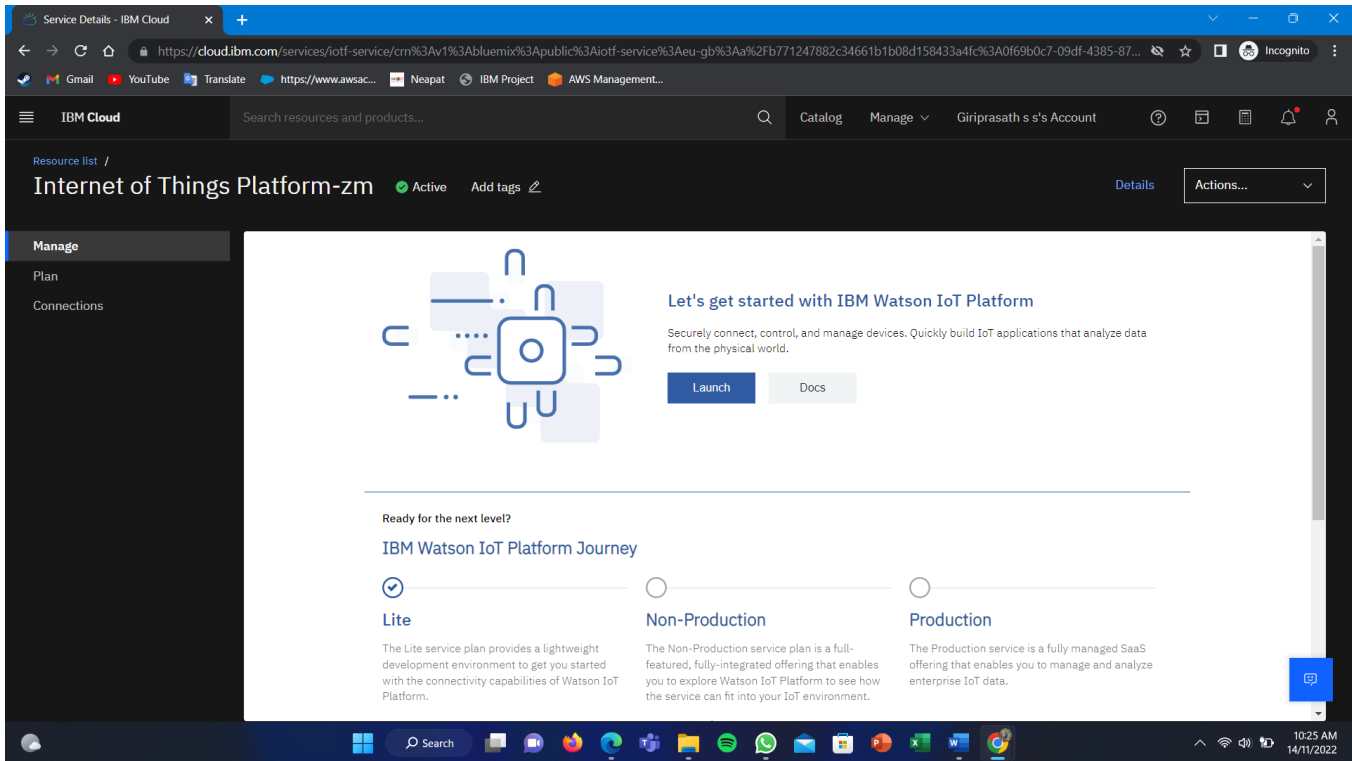 Service Details - IBM Cloud
https://cloud.ibm.com/services/iotf-service/crn%3Av1%3Abluemix%3Apublic%3Aiotf-service%3Aeu-gb%3Aa%2Fb771247882c34661b1b08d158433a4fc%3A0f69b0c7-09df-4385-87...
Incognito
Gmail YouTube Translate https://www.awsac... Neapat IBM Project AWS Management...
IBM Cloud Search resources and products... Catalog Manage Giriprasath s s's Account
Resource list /
Internet of Things Platform-zm Active Add tags Details Actions...
Manage
Plan
Connections
Let's get started with IBM Watson IoT Platform
Securely connect, control, and manage devices. Quickly build IoT applications that analyze data
from the physical world.
Launch Docs
Ready for the next level?
IBM Watson IoT Platform Journey
Lite
The Lite service plan provides a lightweight
development environment to get you started
with the connectivity capabilities of Watson IoT
Platform.
Non-Production
The Non-Production service plan is a full-
featured, fully-integrated offering that enables
you to explore Watson IoT Platform to see how
the service can fit into your IoT environment.
Production
The Production service is a fully managed SaaS
offering that enables you to manage and analyze
enterprise IoT data.
Search
10:25 AM
14/11/2022